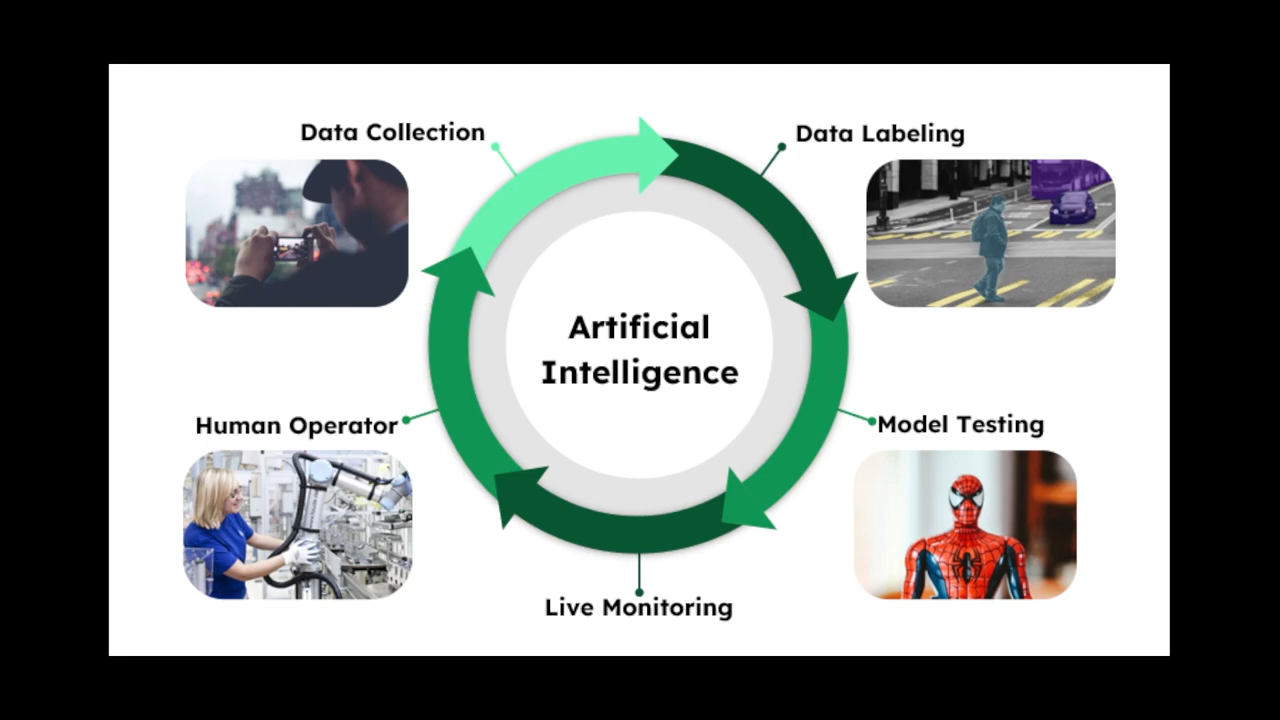 Data Collection
Data Labeling
Artificial
Intelligence
Human Operator
Model Testing
Live Monitoring